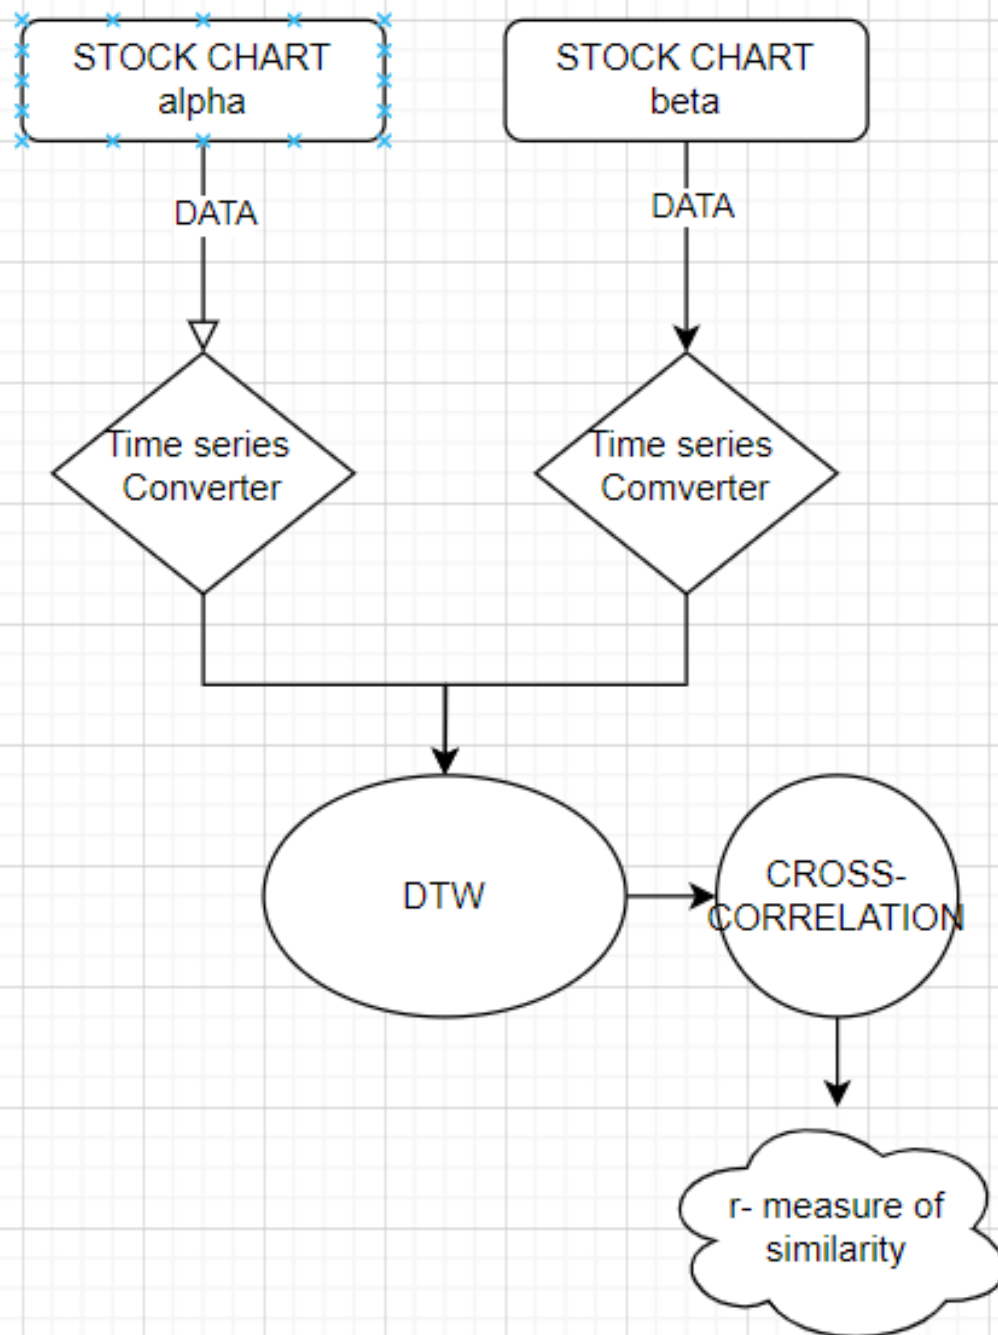 STOCK CHART
alpha
STOCK CHART
beta
DATA
DATA
Time series
Converter
Time series
Comverter
DTW
CROSS-
CORRELATION
r- measure of
similarity